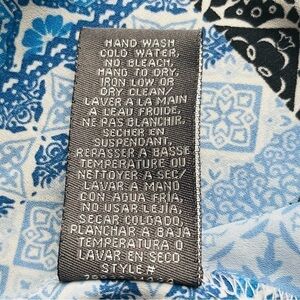 HAND WASH
COLD WATER,
NO BLEACH,
HAND TO DRY,
IRON LOW OR
DRY CLEAN/
LAVER A LA MAIN
A L'EAU FROIDE,
NE PAS BLANCHIR,
SECHER EN
SUSPENDANT,
REPASSER A BASSE
TEMPERATURE OU
NETTOYER A SEC/
LAVAR A MANO
CON AGUA FRIA,
NO USAR LEJIA,
SECAR COLGADO,
PLANCHAR A BAJA
TEMPERATURA O
LAVAR EN SECO
STYLE#